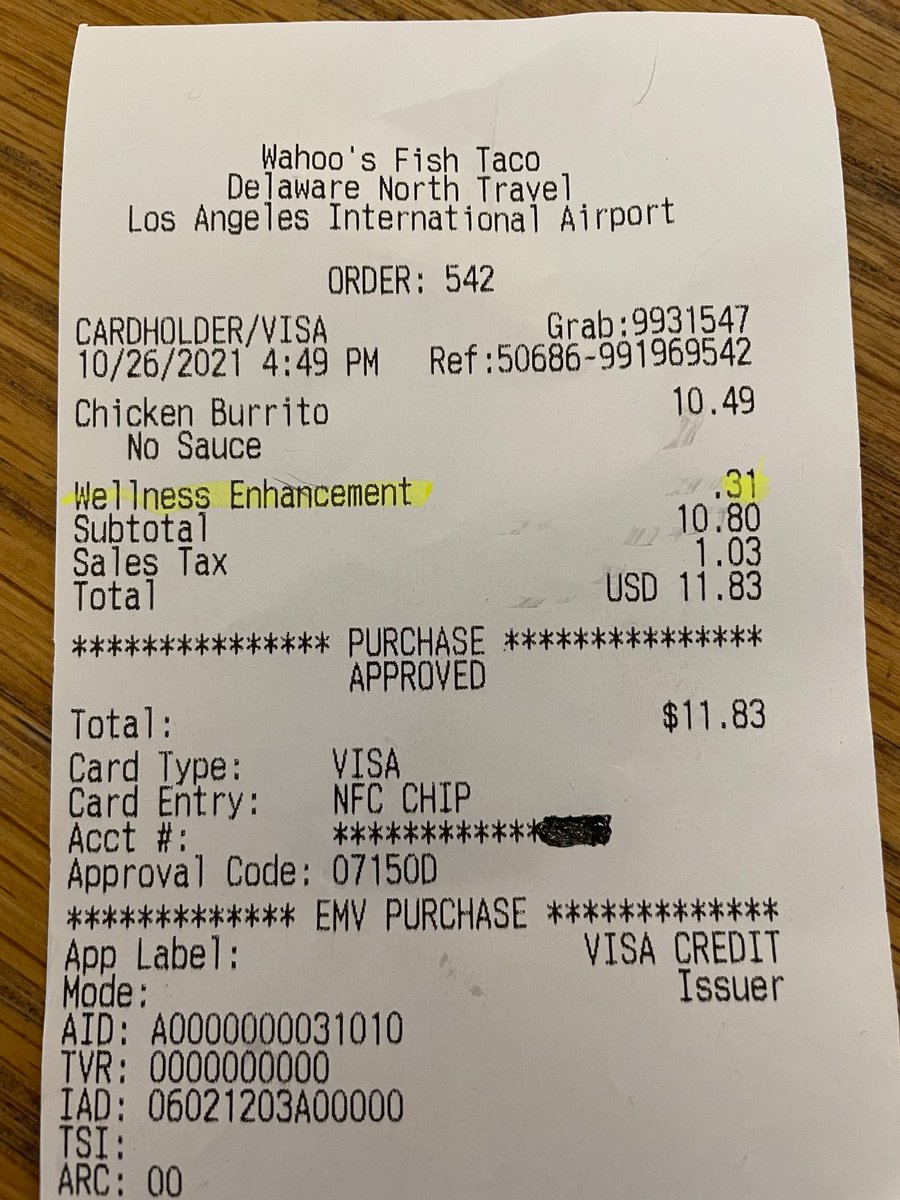 Wahoo's Fish Taco
Delaware North Travel
Los Angeles International Airport
ORDER: 542
CARDHOLDER/VISA Grab:9931547
10/26/2021 4:49 PM Ref:50686-991969542
Chicken Burrito 10.49
No Sauce
Wellness Enhancement .31
Subtotal 10.80
Sales Tax 1.03
Total USD 11.83
*************** PURCHASE ***************
APPROVED
Total: $11.83
Card Type: VISA
Card Entry: NFC CHIP
Acct #: ************
Approval Code: 07150D
************* EMV PURCHASE *************
App Label: VISA CREDIT
Mode: Issuer
AID: A0000000031010
TVR: 0000000000
IAD: 06021203A00000
TSI:
ARC: 00